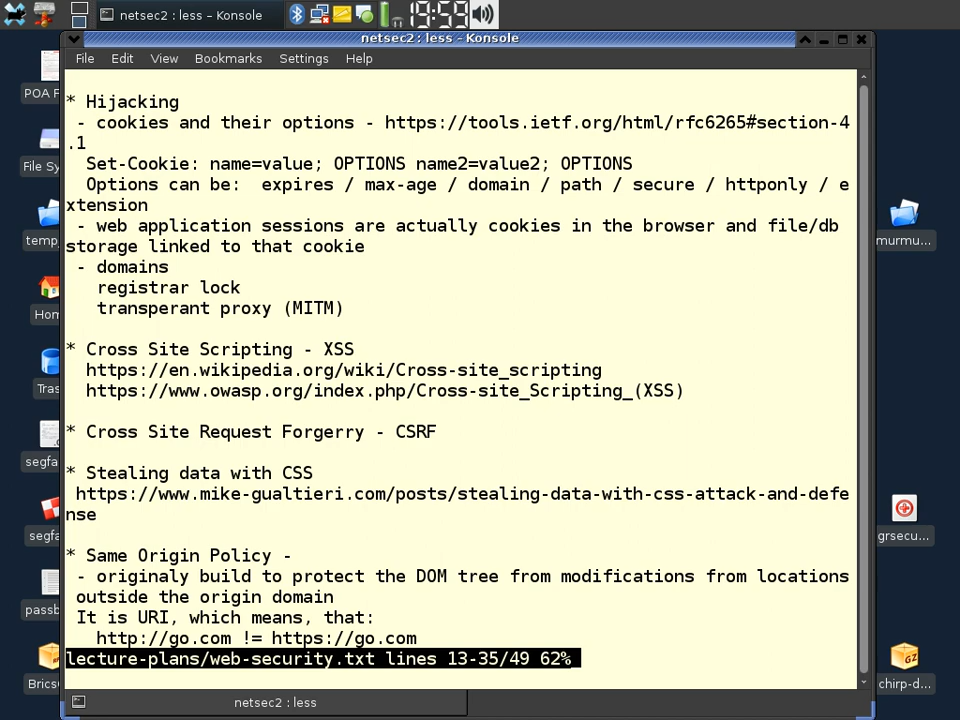 netsec2 : less – Konsole
19:59
netsec2 : less – Konsole
File Edit View Bookmarks Settings Help
* Hijacking
- cookies and their options - https://tools.ietf.org/html/rfc6265#section-4
.1
Set-Cookie: name=value; OPTIONS name2=value2; OPTIONS
Options can be: expires / max-age / domain / path / secure / httponly / e
xtension
- web application sessions are actually cookies in the browser and file/db
storage linked to that cookie
- domains
registrar lock
transperant proxy (MITM)
* Cross Site Scripting - XSS
https://en.wikipedia.org/wiki/Cross-site_scripting
https://www.owasp.org/index.php/Cross-site_Scripting_(XSS)
* Cross Site Request Forgerry - CSRF
* Stealing data with CSS
https://www.mike-gualtieri.com/posts/stealing-data-with-css-attack-and-defe
nse
* Same Origin Policy -
- originaly build to protect the DOM tree from modifications from locations
outside the origin domain
It is URI, which means, that:
http://go.com != https://go.com
lecture-plans/web-security.txt lines 13-35/49 62%
netsec2 : less
POA F
File Sy
temp_
Hom
Tras
segfa
segfa
passb
Brics
murmu...
grsecu...
chirp-d...
GZ